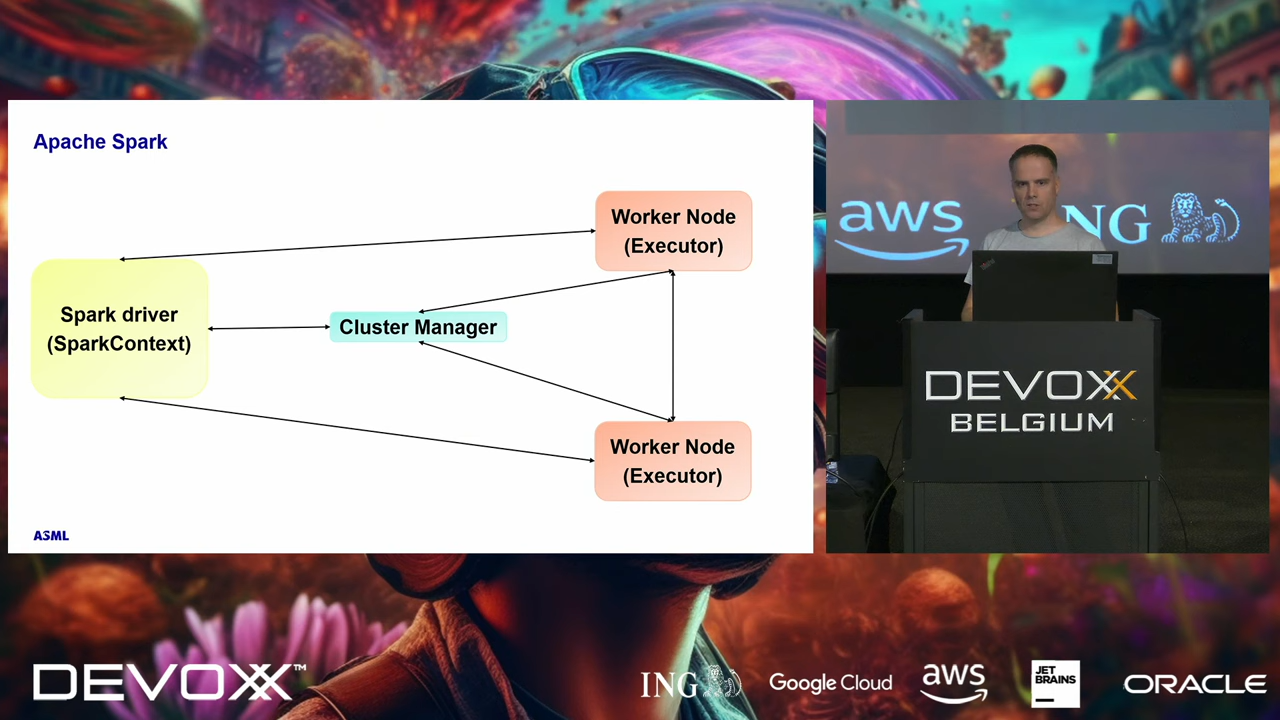 Apache Spark
Worker Node
(Executor)
Spark driver
(SparkContext)
Cluster Manager
Worker Node
(Executor)
ASML
aws
ING
DEVOXX
BELGIUM
DEVOXX™
ING
Google Cloud
aws
JET
BRAINS
ORACLE